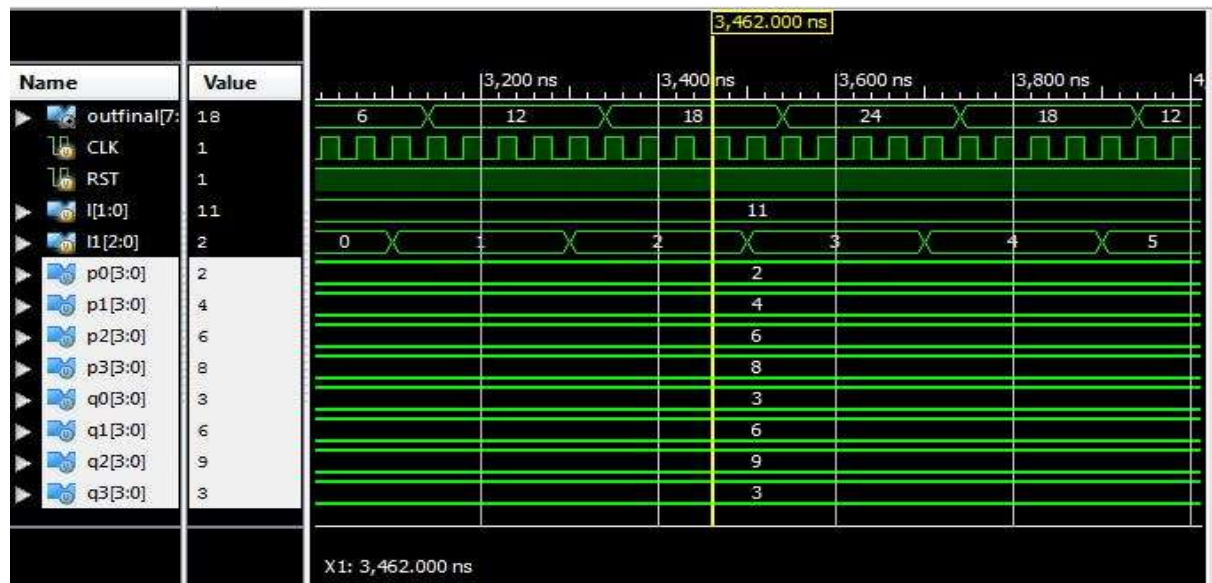 3,462.000 ns
Name Value 3,200 ns 3,400 ns 3,600 ns 3,800 ns 4,
outfinal[7: 18 6 12 18 24 18 12
CLK 1
RST 1
I[1:0] 11 11
I1[2:0] 2 0 1 2 3 4 5
p0[3:0] 2 2
p1[3:0] 4 4
p2[3:0] 6 6
p3[3:0] 8 8
q0[3:0] 3 3
q1[3:0] 6 6
q2[3:0] 9 9
q3[3:0] 3 3
X1: 3,462.000 ns